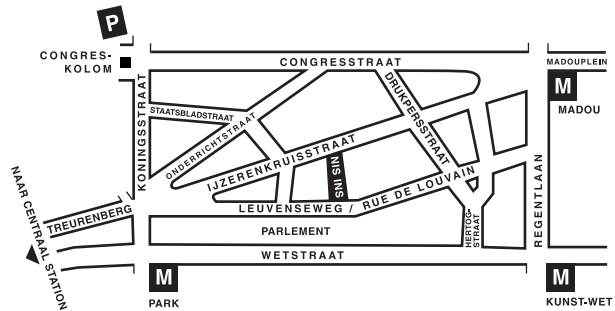 P
CONGRES-
KOLOM
CONGRESSTRAAT
MADOUPLEIN
M
MADOU
KONINGSSTRAAT
STAATSBLADSTRAAT
ONDERRICHTSTRAAT
DRUKPERSSTRAAT
IJZERENKRUISSTRAAT
NIS INS
LEUVENSEWEG / RUE DE LOUVAIN
REGENTLAAN
TREURENBERG
HERTOG-
STRAAT
PARLEMENT
WETSTRAAT
NAAR CENTRAAL STATION
M
PARK
M
KUNST-WET